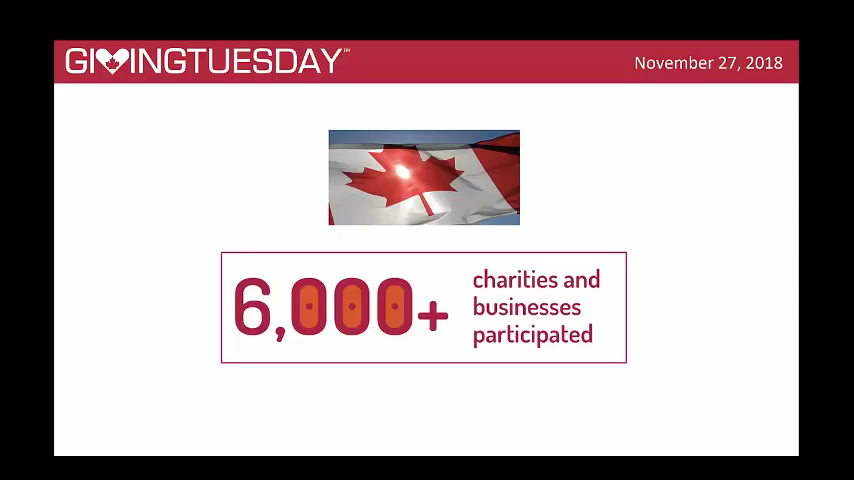 GIVINGTUESDAY™
November 27, 2018
6,000+
charities and
businesses
participated